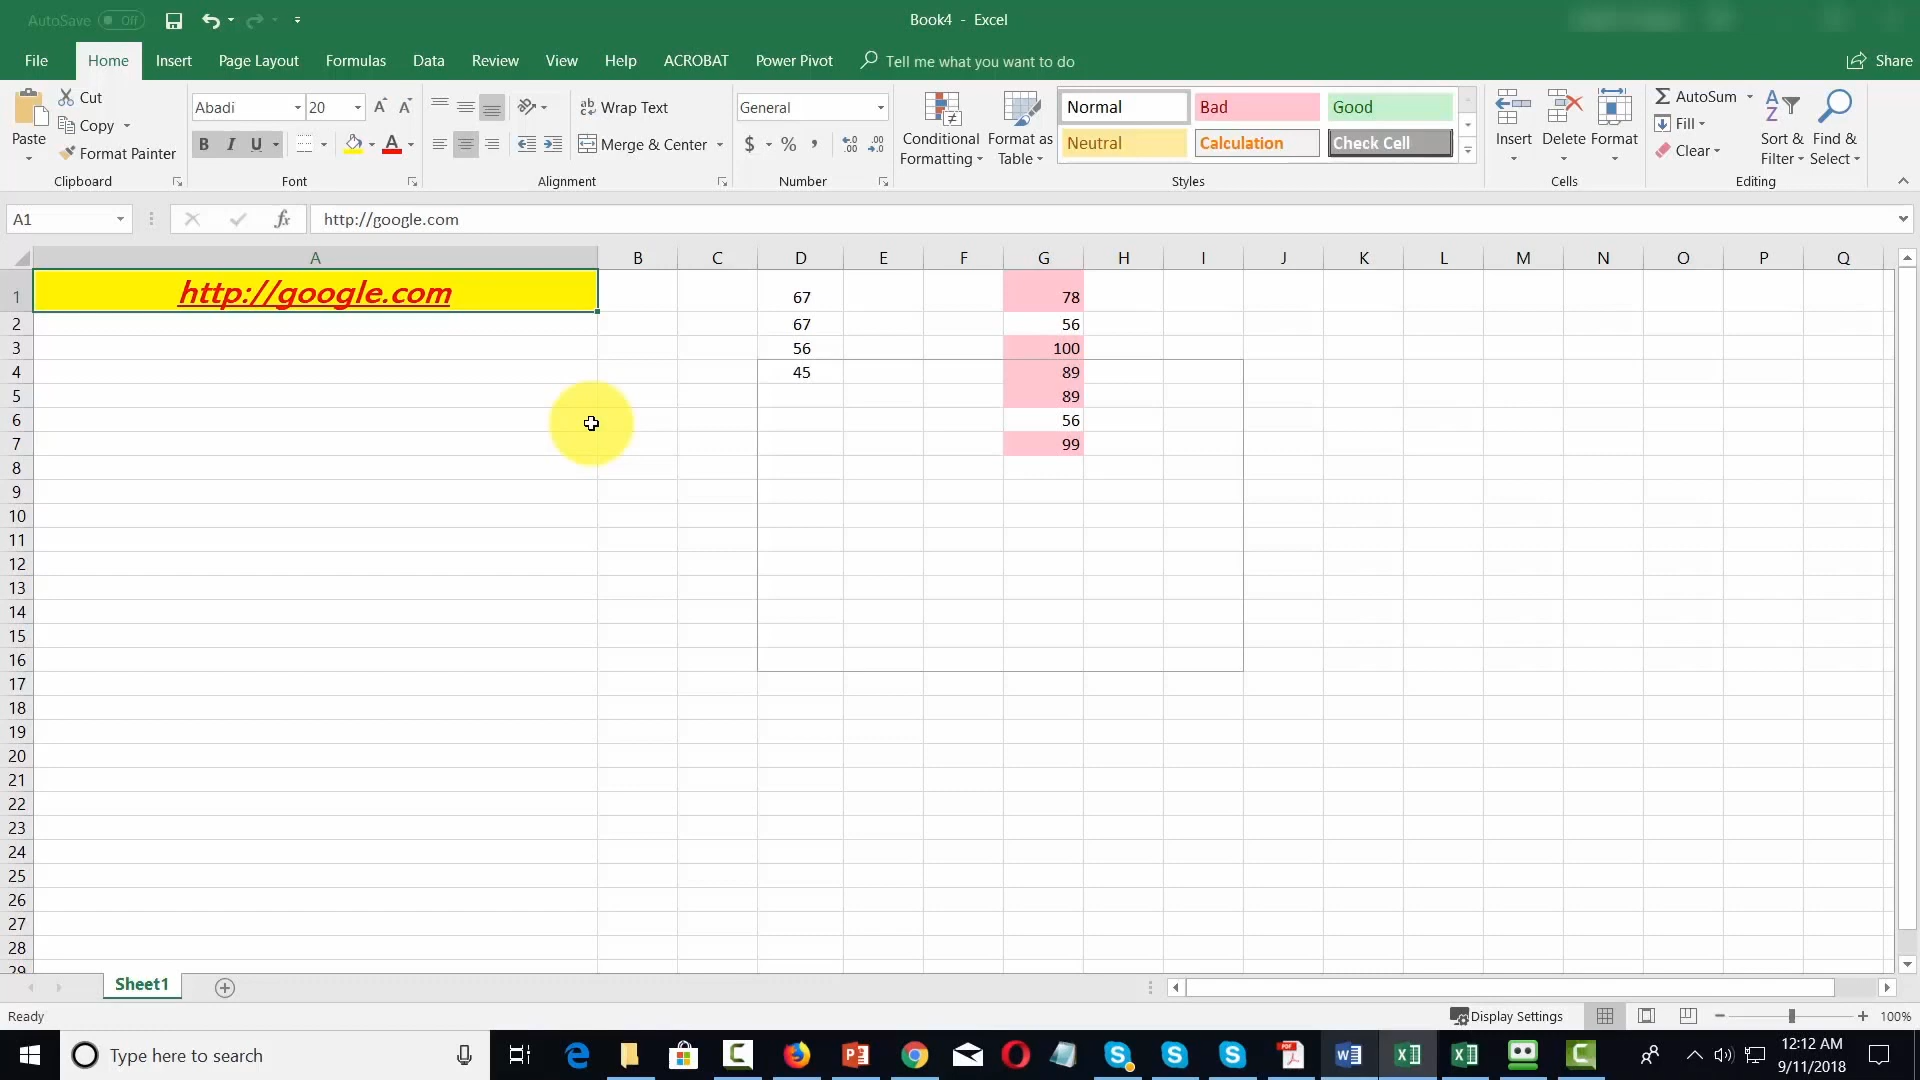 AutoSave Off
Book4 - Excel
File Home Insert Page Layout Formulas Data Review View Help ACROBAT Power Pivot Tell me what you want to do Share
Paste
Cut
Copy
Format Painter
Clipboard
Abadi 20
B I U
Font
Wrap Text
Merge & Center
Alignment
General
$ % ,
Number
Conditional Formatting
Format as Table
Normal Bad Good
Neutral Calculation Check Cell
Styles
Insert Delete Format
Cells
AutoSum
Fill
Clear
Sort & Filter
Find & Select
Editing
A1 fx http://google.com
A B C D E F G H I J K L M N O P Q
1 http://google.com 67 78
2 67 56
3 56 100
4 45 89
5 89
6 56
7 99
8
9
10
11
12
13
14
15
16
17
18
19
20
21
22
23
24
25
26
27
28
29
Sheet1
Ready Display Settings 100%
Type here to search
12:12 AM
9/11/2018